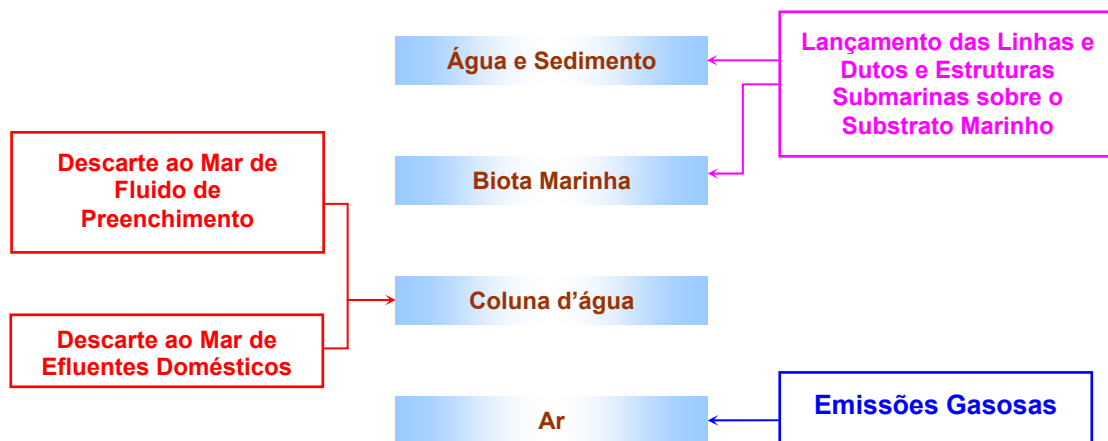 Água e Sedimento
Lançamento das Linhas e
Dutos e Estruturas
Submarinas sobre o
Substrato Marinho
Descarte ao Mar de
Fluido de
Preenchimento
Biota Marinha
Coluna d’água
Descarte ao Mar de
Efluentes Domésticos
Ar
Emissões Gasosas